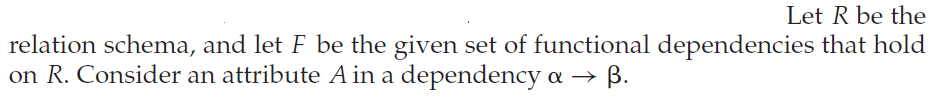 Let R be the
relation schema, and let F be the given set of functional dependencies that hold
on R. Consider an attribute A in a dependency α → β.